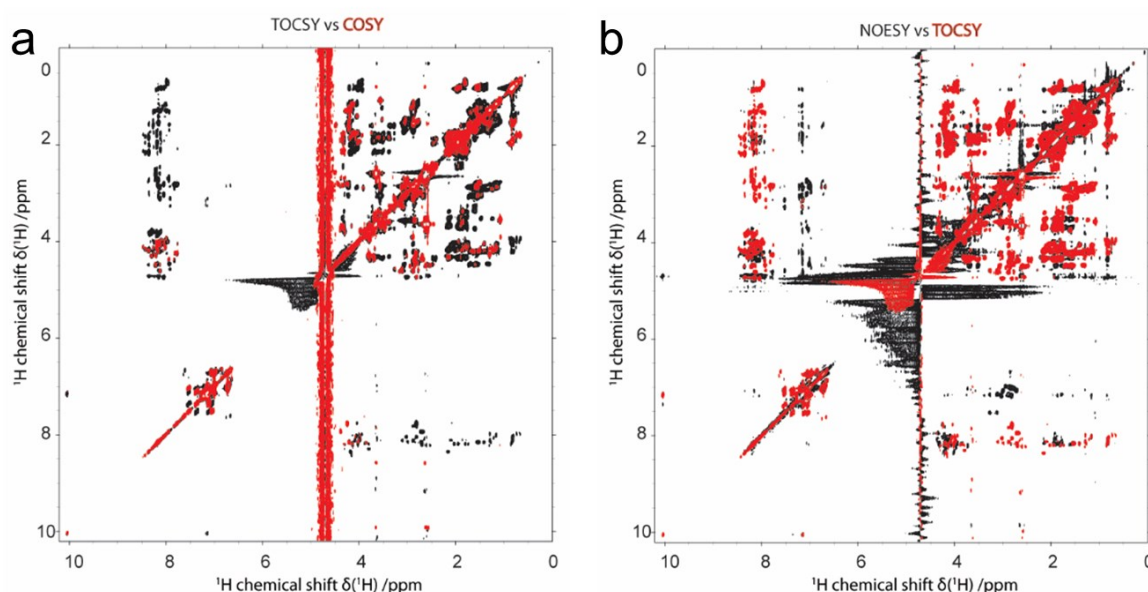 a
TOCSY vs COSY
0
2
4
6
8
10
10 8 6 4 2 0
¹H chemical shift δ(¹H) /ppm
¹H chemical shift δ(¹H) /ppm
b
NOESY vs TOCSY
0
2
4
6
8
10
10 8 6 4 2 0
¹H chemical shift δ(¹H) /ppm
¹H chemical shift δ(¹H) /ppm